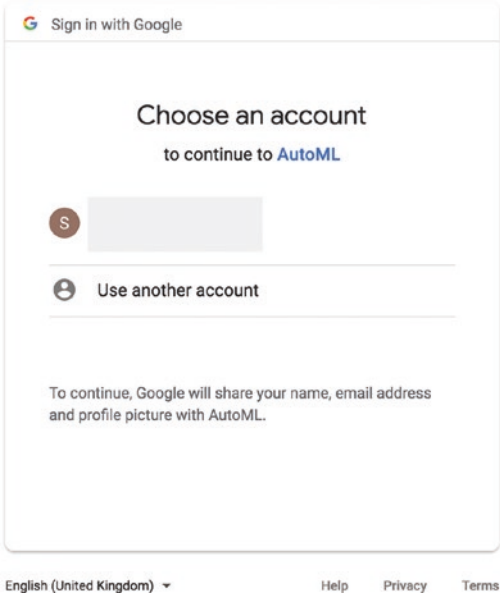 Sign in with Google
Choose an account
to continue to AutoML
S
Use another account
To continue, Google will share your name, email address
and profile picture with AutoML.
English (United Kingdom)
Help Privacy Terms